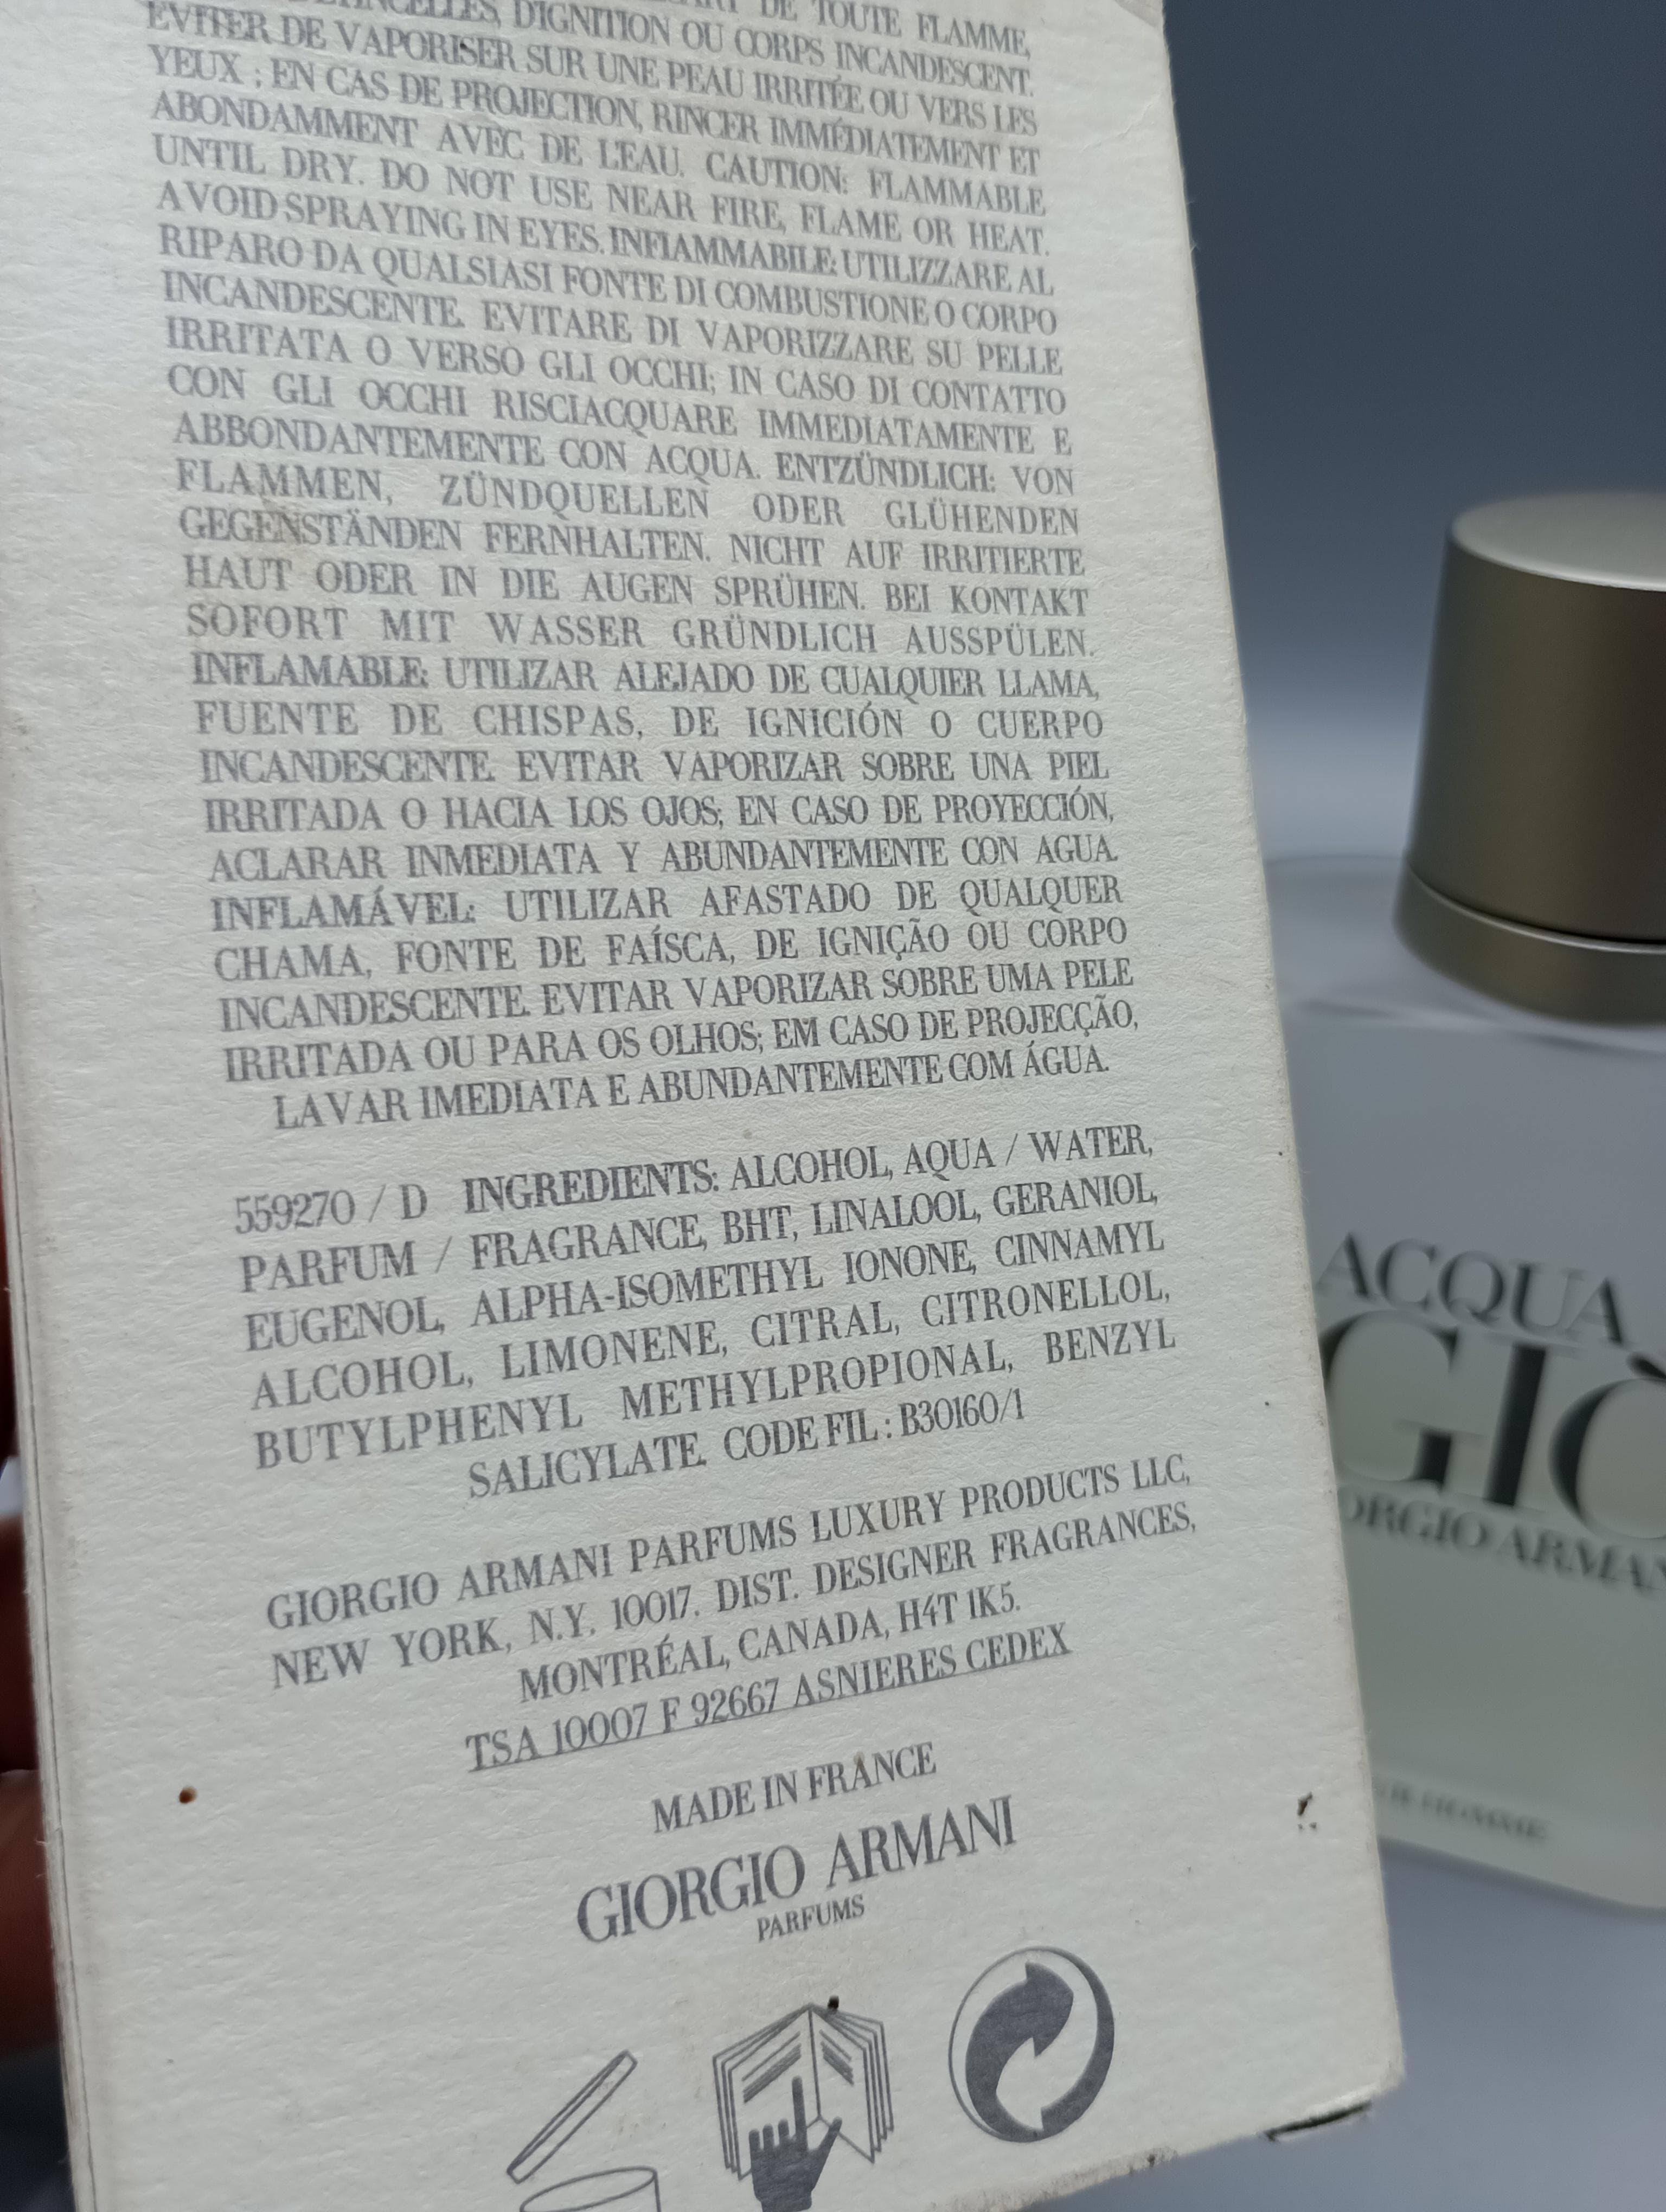 DE TOUTE FLAMME,
D'IGNITION OU CORPS INCANDESCENT.
EVITER DE VAPORISER SUR UNE PEAU IRRITÉE OU VERS LES
YEUX ; EN CAS DE PROJECTION, RINCER IMMÉDIATEMENT ET
ABONDAMMENT AVEC DE L'EAU. CAUTION: FLAMMABLE
UNTIL DRY. DO NOT USE NEAR FIRE, FLAME OR HEAT.
AVOID SPRAYING IN EYES. INFIAMMABILE: UTILIZZARE AL
RIPARO DA QUALSIASI FONTE DI COMBUSTIONE O CORPO
INCANDESCENTE. EVITARE DI VAPORIZZARE SU PELLE
IRRITATA O VERSO GLI OCCHI; IN CASO DI CONTATTO
CON GLI OCCHI RISCIACQUARE IMMEDIATAMENTE E
ABBONDANTEMENTE CON ACQUA. ENTZÜNDLICH: VON
FLAMMEN, ZÜNDQUELLEN ODER GLÜHENDEN
GEGENSTÄNDEN FERNHALTEN. NICHT AUF IRRITIERTE
HAUT ODER IN DIE AUGEN SPRÜHEN. BEI KONTAKT
SOFORT MIT WASSER GRÜNDLICH AUSSPÜLEN.
INFLAMABLE: UTILIZAR ALEJADO DE CUALQUIER LLAMA,
FUENTE DE CHISPAS, DE IGNICIÓN O CUERPO
INCANDESCENTE. EVITAR VAPORIZAR SOBRE UNA PIEL
IRRITADA O HACIA LOS OJOS; EN CASO DE PROYECCIÓN,
ACLARAR INMEDIATA Y ABUNDANTEMENTE CON AGUA.
INFLAMÁVEL: UTILIZAR AFASTADO DE QUALQUER
CHAMA, FONTE DE FAÍSCA, DE IGNIÇÃO OU CORPO
INCANDESCENTE. EVITAR VAPORIZAR SOBRE UMA PELE
IRRITADA OU PARA OS OLHOS; EM CASO DE PROJECÇÃO,
LAVAR IMEDIATA E ABUNDANTEMENTE COM ÁGUA.
559270 / D INGREDIENTS: ALCOHOL, AQUA / WATER,
PARFUM / FRAGRANCE, BHT, LINALOOL, GERANIOL,
EUGENOL, ALPHA-ISOMETHYL IONONE, CINNAMYL
ALCOHOL, LIMONENE, CITRAL, CITRONELLOL,
BUTYLPHENYL METHYLPROPIONAL, BENZYL
SALICYLATE. CODE FIL : B30160/1
GIORGIO ARMANI PARFUMS LUXURY PRODUCTS LLC,
NEW YORK, N.Y. 10017. DIST. DESIGNER FRAGRANCES,
MONTRÉAL, CANADA, H4T 1K5.
TSA 10007 F 92667 ASNIERES CEDEX
MADE IN FRANCE
GIORGIO ARMANI
PARFUMS
ACQUA
GIÒ
GIORGIO ARMANI
HOMME